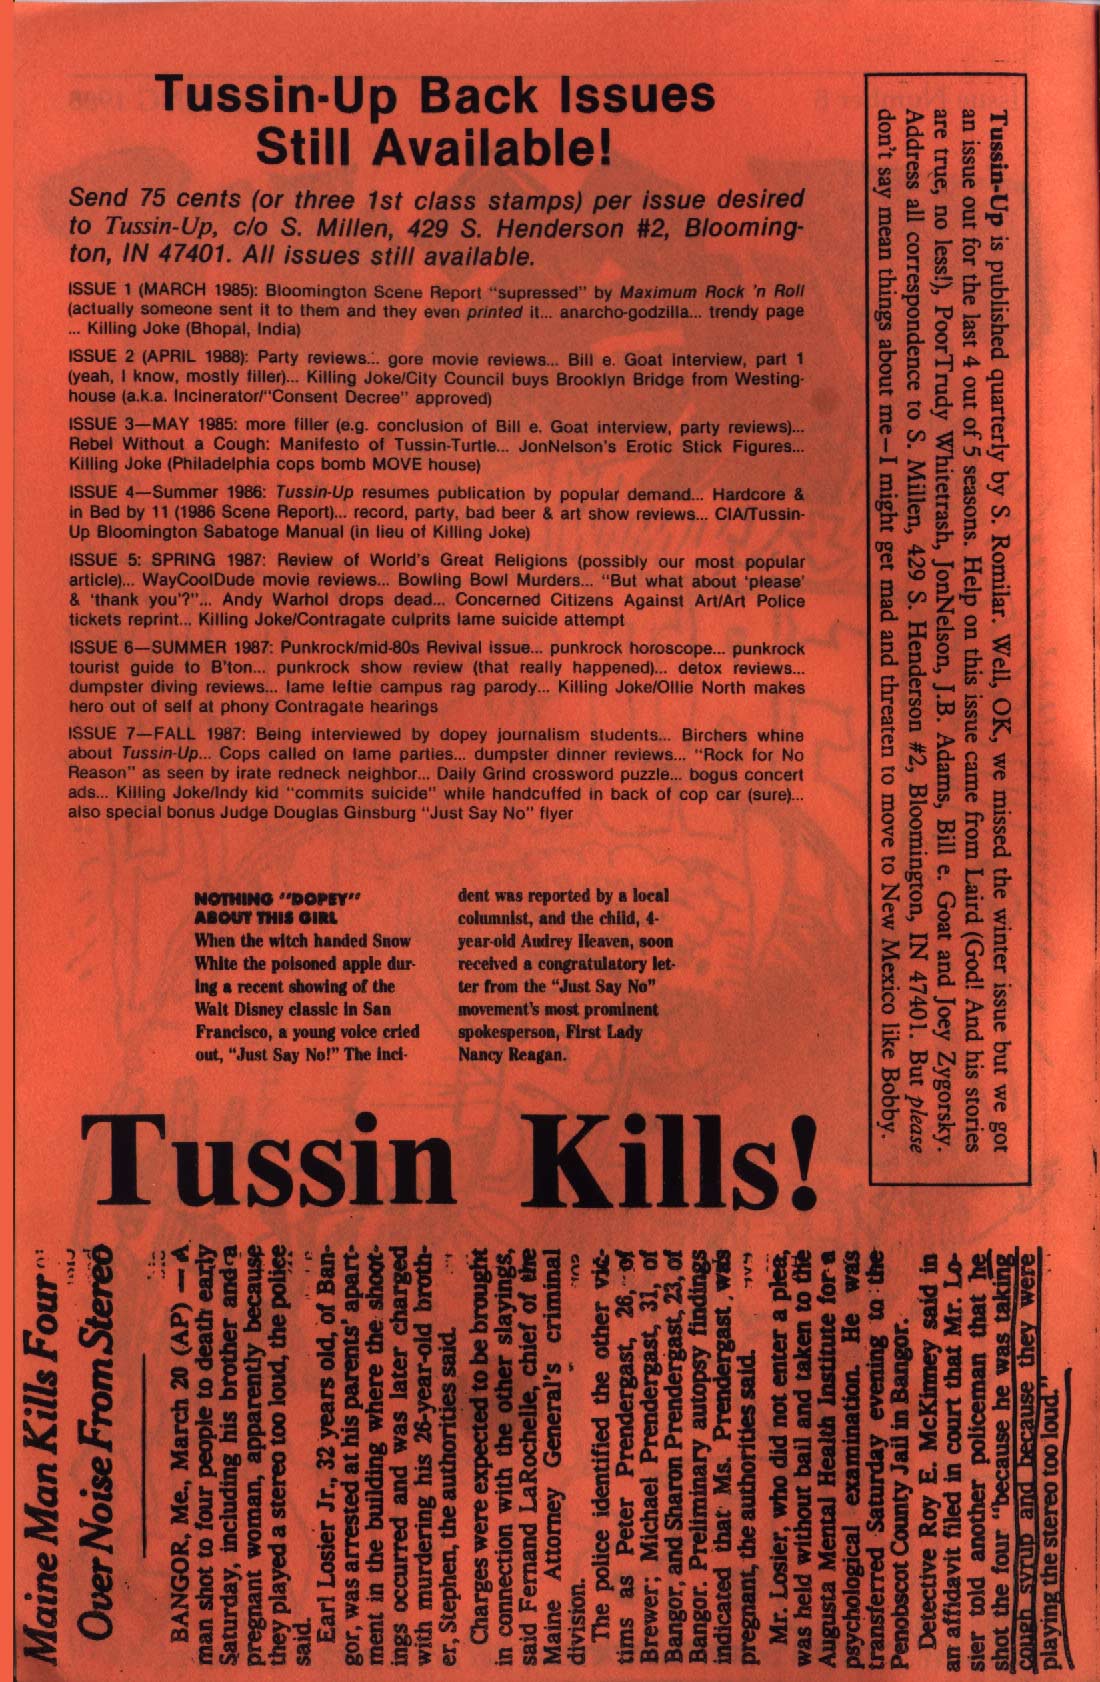 Tussin-Up Back Issues
Still Available!
Send 75 cents (or three 1st class stamps) per issue desired
to Tussin-Up, c/o S. Millen, 429 S. Henderson #2, Blooming-
ton, IN 47401. All issues still available.
ISSUE 1 (MARCH 1985): Bloomington Scene Report "supressed" by Maximum Rock 'n Roll
(actually someone sent it to them and they even printed it... anarcho-godzilla... trendy page
... Killing Joke (Bhopal, India)
ISSUE 2 (APRIL 1988): Party reviews... gore movie reviews... Bill e. Goat interview, part 1
(yeah, I know, mostly filler)... Killing Joke/City Council buys Brooklyn Bridge from Westing-
house (a.k.a. Incinerator/"Consent Decree" approved)
ISSUE 3—MAY 1985: more filler (e.g. conclusion of Bill e. Goat interview, party reviews)...
Rebel Without a Cough: Manifesto of Tussin-Turtle... JonNelson's Erotic Stick Figures...
Killing Joke (Philadelphia cops bomb MOVE house)
ISSUE 4—Summer 1986: Tussin-Up resumes publication by popular demand... Hardcore &
in Bed by 11 (1986 Scene Report)... record, party, bad beer & art show reviews... CIA/Tussin-
Up Bloomington Sabatoge Manual (in lieu of Killing Joke)
ISSUE 5: SPRING 1987: Review of World's Great Religions (possibly our most popular
article)... WayCoolDude movie reviews... Bowling Bowl Murders... "But what about 'please'
& 'thank you'?"... Andy Warhol drops dead... Concerned Citizens Against Art/Art Police
tickets reprint... Killing Joke/Contragate culprits lame suicide attempt
ISSUE 6—SUMMER 1987: Punkrock/mid-80s Revival issue... punkrock horoscope... punkrock
tourist guide to B'ton... punkrock show review (that really happened)... detox reviews...
dumpster diving reviews... lame leftie campus rag parody... Killing Joke/Ollie North makes
hero out of self at phony Contragate hearings
ISSUE 7—FALL 1987: Being interviewed by dopey journalism students... Birchers whine
about Tussin-Up... Cops called on lame parties... dumpster dinner reviews... "Rock for No
Reason" as seen by irate redneck neighbor... Daily Grind crossword puzzle... bogus concert
ads... Killing Joke/Indy kid "commits suicide" while handcuffed in back of cop car (sure)...
also special bonus Judge Douglas Ginsburg "Just Say No" flyer
Tussin-Up is published quarterly by S. Romilar. Well, OK, we missed the winter issue but we got
an issue out for the last 4 out of 5 seasons. Help on this issue came from Laird (God! And his stories
are true, no less!), PoorTrudy Whitetrash, JonNelson, J.B. Adams, Bill e. Goat and Joey Zygorsky.
Address all correspondence to S. Millen, 429 S. Henderson #2, Bloomington, IN 47401. But please
don't say mean things about me—I might get mad and threaten to move to New Mexico like Bobby.
NOTHING "DOPEY"
ABOUT THIS GIRL
When the witch handed Snow
White the poisoned apple dur-
ing a recent showing of the
Walt Disney classic in San
Francisco, a young voice cried
out, "Just Say No!" The inci-
dent was reported by a local
columnist, and the child, 4-
year-old Audrey Heaven, soon
received a congratulatory let-
ter from the "Just Say No"
movement's most prominent
spokesperson, First Lady
Nancy Reagan.
Tussin Kills!
Maine Man Kills Four
Over Noise From Stereo
BANGOR, Me., March 20 (AP) — A
man shot to four people to death early
Saturday, including his brother and a
pregnant woman, apparently because
they played a stereo too loud, the police
said.
Earl Losier Jr., 32 years old, of Ban-
gor, was arrested at his parents' apart-
ment in the building where the shoot-
ings occurred and was later charged
with murdering his 26-year-old broth-
er, Stephen, the authorities said.
Charges were expected to be brought
in connection with the other slayings,
said Fernand LaRochelle, chief of the
Maine Attorney General's criminal
division.
The police identified the other vic-
tims as Peter Prendergast, 26, of
Brewer; Michael Prendergast, 31, of
Bangor, and Sharon Prendergast, 23, of
Bangor. Preliminary autopsy findings
indicated that Ms. Prendergast was
pregnant, the authorities said.
Mr. Losier, who did not enter a plea,
was held without bail and taken to the
Augusta Mental Health Institute for a
psychological examination. He was
transferred Saturday evening to the
Penobscot County Jail in Bangor.
Detective Roy E. McKinney said in
an affidavit filed in court that Mr. Lo-
sier told another policeman that he
shot the four "because he was taking
cough syrup and because they were
playing the stereo too loud."